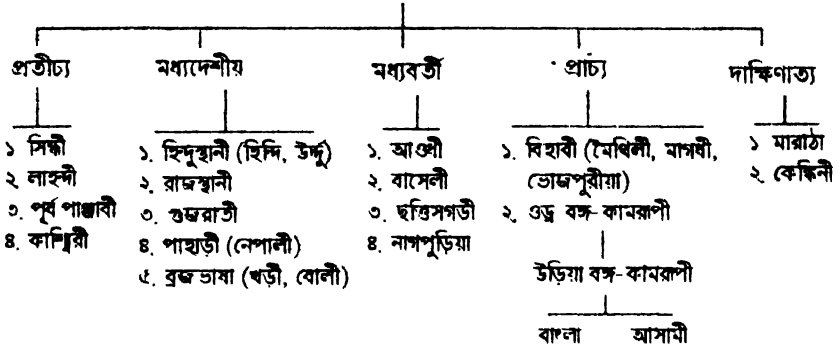 প্রতীচ্য
মধ্যদেশীয়
মধ্যবর্তী
প্রাচ্য
দাক্ষিণাত্য
১ সিন্ধী
২ লাহন্দী
৩. পূর্ব পাঞ্জাবী
৪. কাশ্মিরী
১. হিন্দুস্থানী (হিন্দি, উর্দ্দু)
২. রাজস্থানী
৩. গুজরাতী
৪. পাহাড়ী (নেপালী)
৫. ব্রজ ভাষা (খড়ী, বোলী)
১. আওধী
২. বাসেলী
৩. ছত্তিসগড়ী
৪. নাগপুড়িয়া
১. বিহাবী (মৈথিলী, মাগধী,
ভোজপুরীয়া)
২. ওড্র বঙ্গ-কামরূপী
উড়িয়া বঙ্গ-কামরূপী
বাংলা
আসামী
১ মারাঠা
২ কেঙ্কিনী